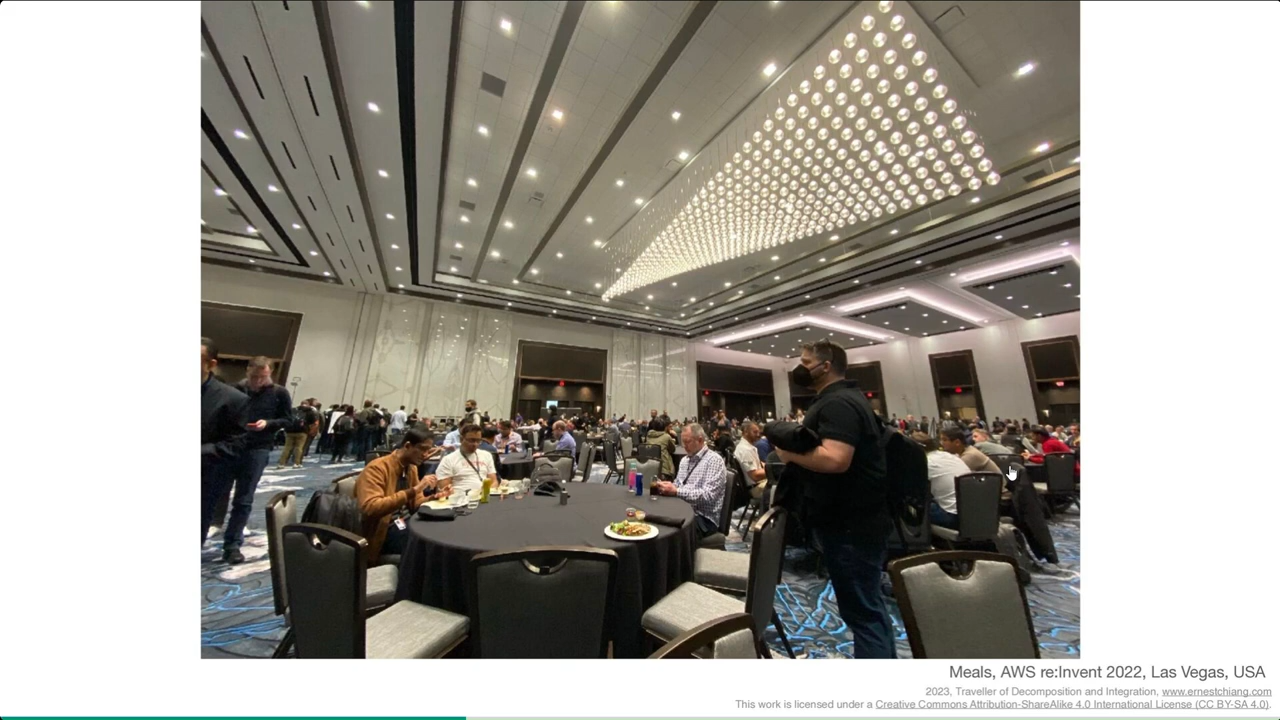 Meals, AWS re:Invent 2022, Las Vegas, USA
2023, Traveller of Decomposition and Integration, www.ernestchiang.com
This work is licensed under a Creative Commons Attribution-ShareAlike 4.0 International License (CC BY-SA 4.0).